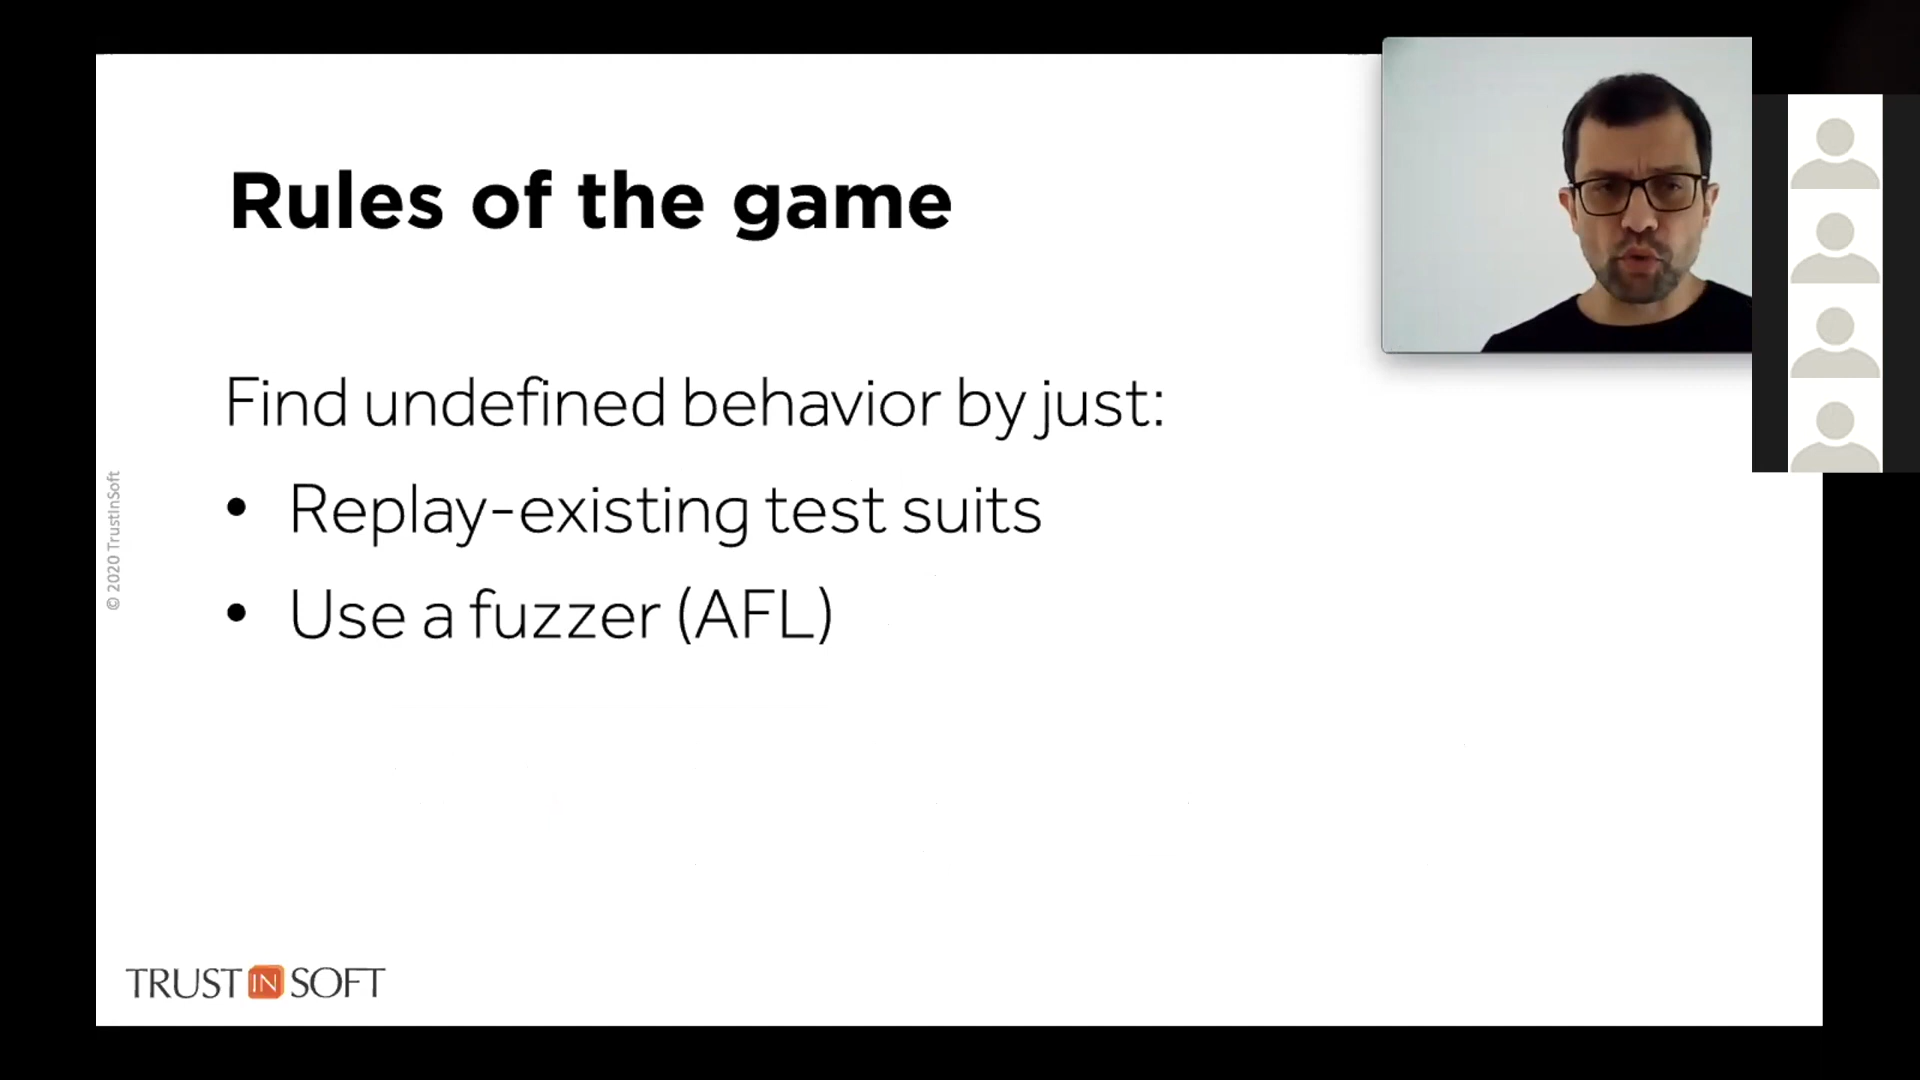 Rules of the game
Find undefined behavior by just:
• Replay-existing test suits
• Use a fuzzer (AFL)
© 2020 TrustInSoft
TRUST IN SOFT